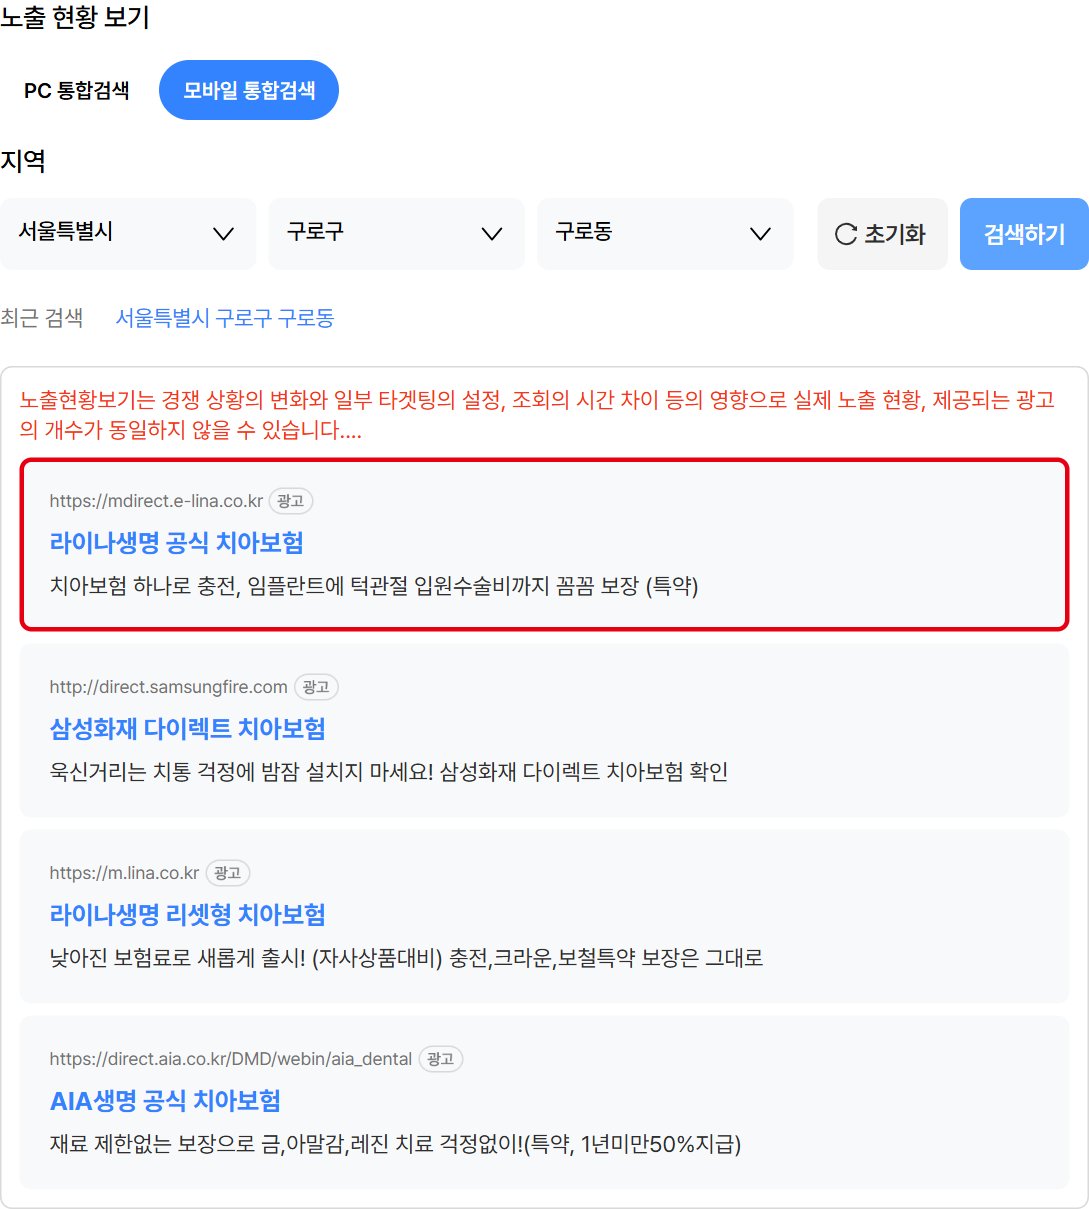 노출 현황 보기
PC 통합검색 모바일 통합검색
지역
서울특별시 구로구 구로동 초기화 검색하기
최근 검색 서울특별시 구로구 구로동
노출현황보기는 경쟁 상황의 변화와 일부 타겟팅의 설정, 조회의 시간 차이 등의 영향으로 실제 노출 현황, 제공되는 광고
의 개수가 동일하지 않을 수 있습니다....
https://mdirect.e-lina.co.kr 광고
라이나생명 공식 치아보험
치아보험 하나로 충전, 임플란트에 턱관절 입원수술비까지 꼼꼼 보장 (특약)
http://direct.samsungfire.com 광고
삼성화재 다이렉트 치아보험
욱신거리는 치통 걱정에 밤잠 설치지 마세요! 삼성화재 다이렉트 치아보험 확인
https://m.lina.co.kr 광고
라이나생명 리셋형 치아보험
낮아진 보험료로 새롭게 출시! (자사상품대비) 충전,크라운,보철특약 보장은 그대로
https://direct.aia.co.kr/DMD/webin/aia_dental 광고
AIA생명 공식 치아보험
재료 제한없는 보장으로 금,아말감,레진 치료 걱정없이!(특약, 1년미만50%지급)